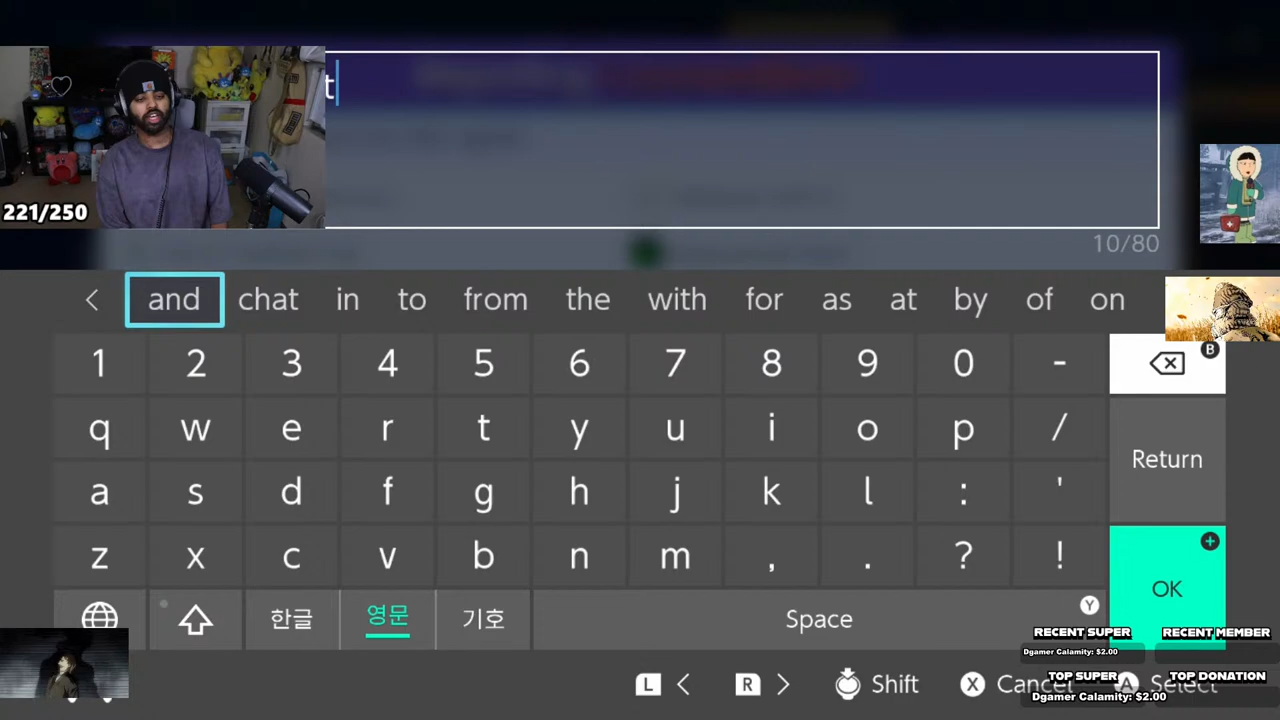 t
221/250
10/80
and chat in to from the with for as at by of on
1 2 3 4 5 6 7 8 9 0 -
B
q w e r t y u i o p /
Return
a s d f g h j k l : '
z x c v b n m , . ? !
+
OK
한글 영문 기호 Space
Y
RECENT SUPER RECENT MEMBER
Dgamer Calamity: $2.00
L R Shift X Cancel A Select
TOP SUPER TOP DONATION
Dgamer Calamity: $2.00